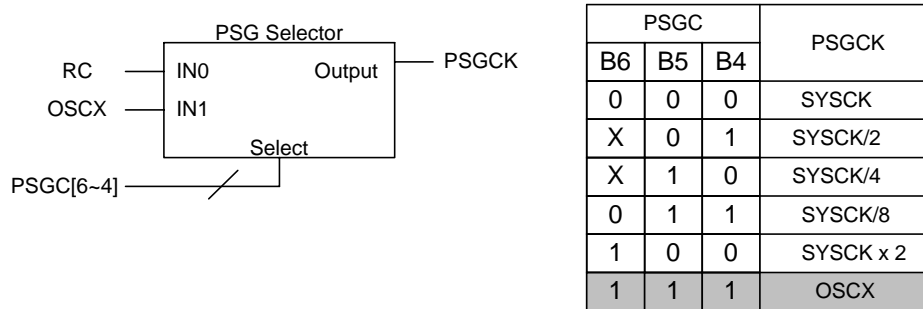 PSG Selector
RC
IN0
Output
PSGCK
OSCX
IN1
Select
PSGC[6~4]
PSGC
PSGCK
B6 B5 B4
0 0 0 SYSCK
X 0 1 SYSCK/2
X 1 0 SYSCK/4
0 1 1 SYSCK/8
1 0 0 SYSCK x 2
1 1 1 OSCX